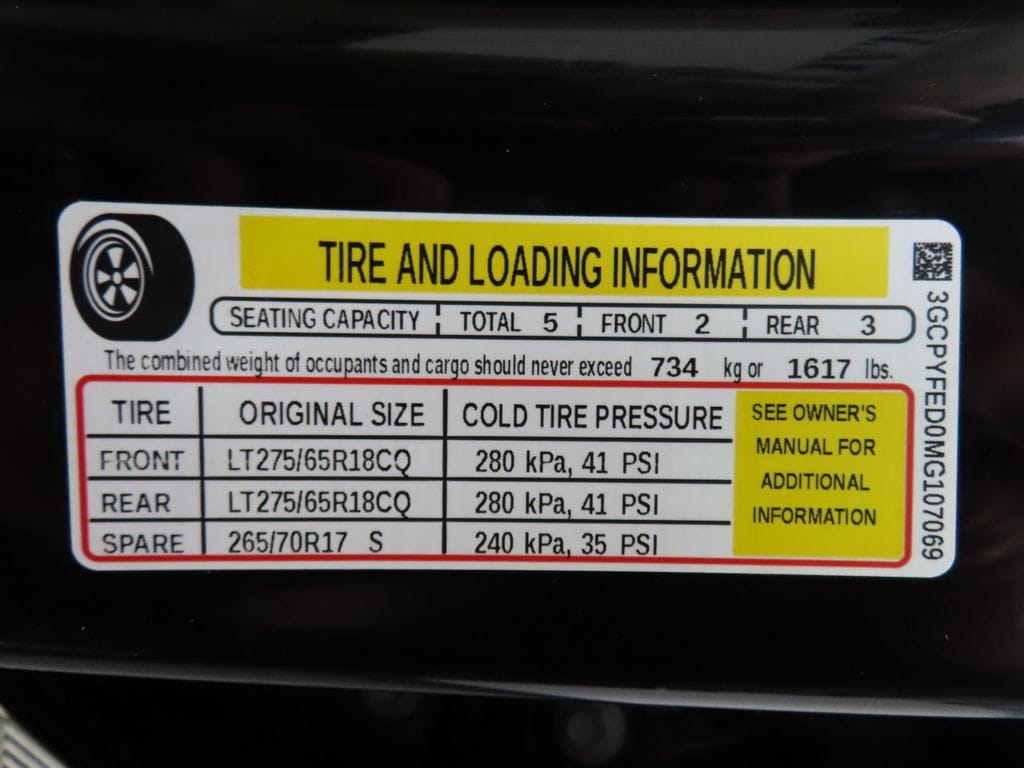 TIRE AND LOADING INFORMATION
SEATING CAPACITY TOTAL 5 FRONT 2 REAR 3
The combined weight of occupants and cargo should never exceed 734 kg or 1617 lbs.
TIRE ORIGINAL SIZE COLD TIRE PRESSURE
FRONT LT275/65R18CQ 280 kPa, 41 PSI
REAR LT275/65R18CQ 280 kPa, 41 PSI
SPARE 265/70R17 S 240 kPa, 35 PSI
SEE OWNER'S
MANUAL FOR
ADDITIONAL
INFORMATION
3GCPYFED0MG107069